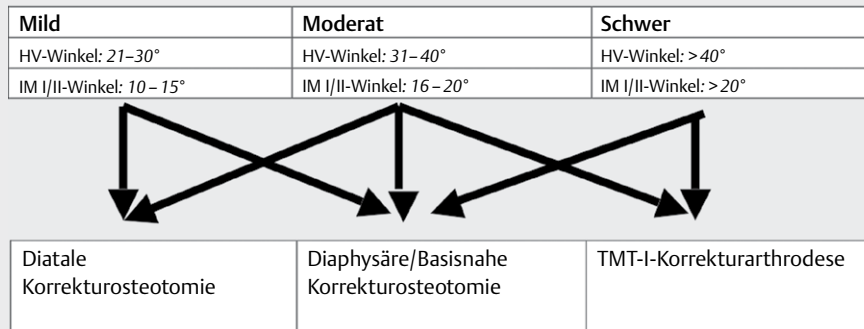 Mild Moderat Schwer
HV-Winkel: 21–30° HV-Winkel: 31–40° HV-Winkel: >40°
IM I/II-Winkel: 10–15° IM I/II-Winkel: 16–20° IM I/II-Winkel: >20°
Diatale Diaphysäre/Basisnahe TMT-I-Korrekturarthrodese
Korrekturosteotomie Korrekturosteotomie